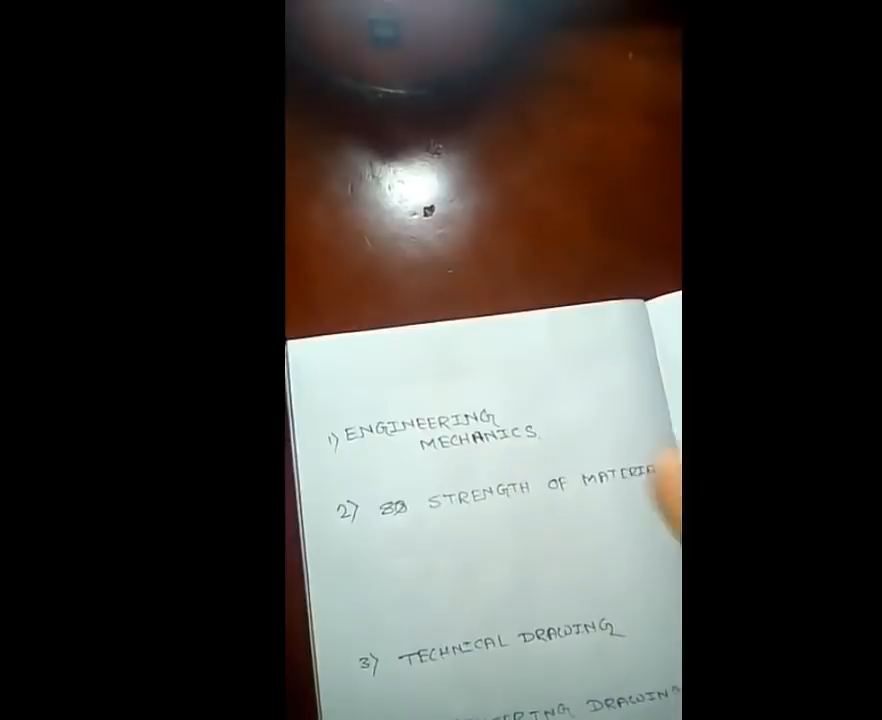 1) ENGINEERING
MECHANICS.
2) STRENGTH OF
3) TECHNICAL DRAWING
DRAWING